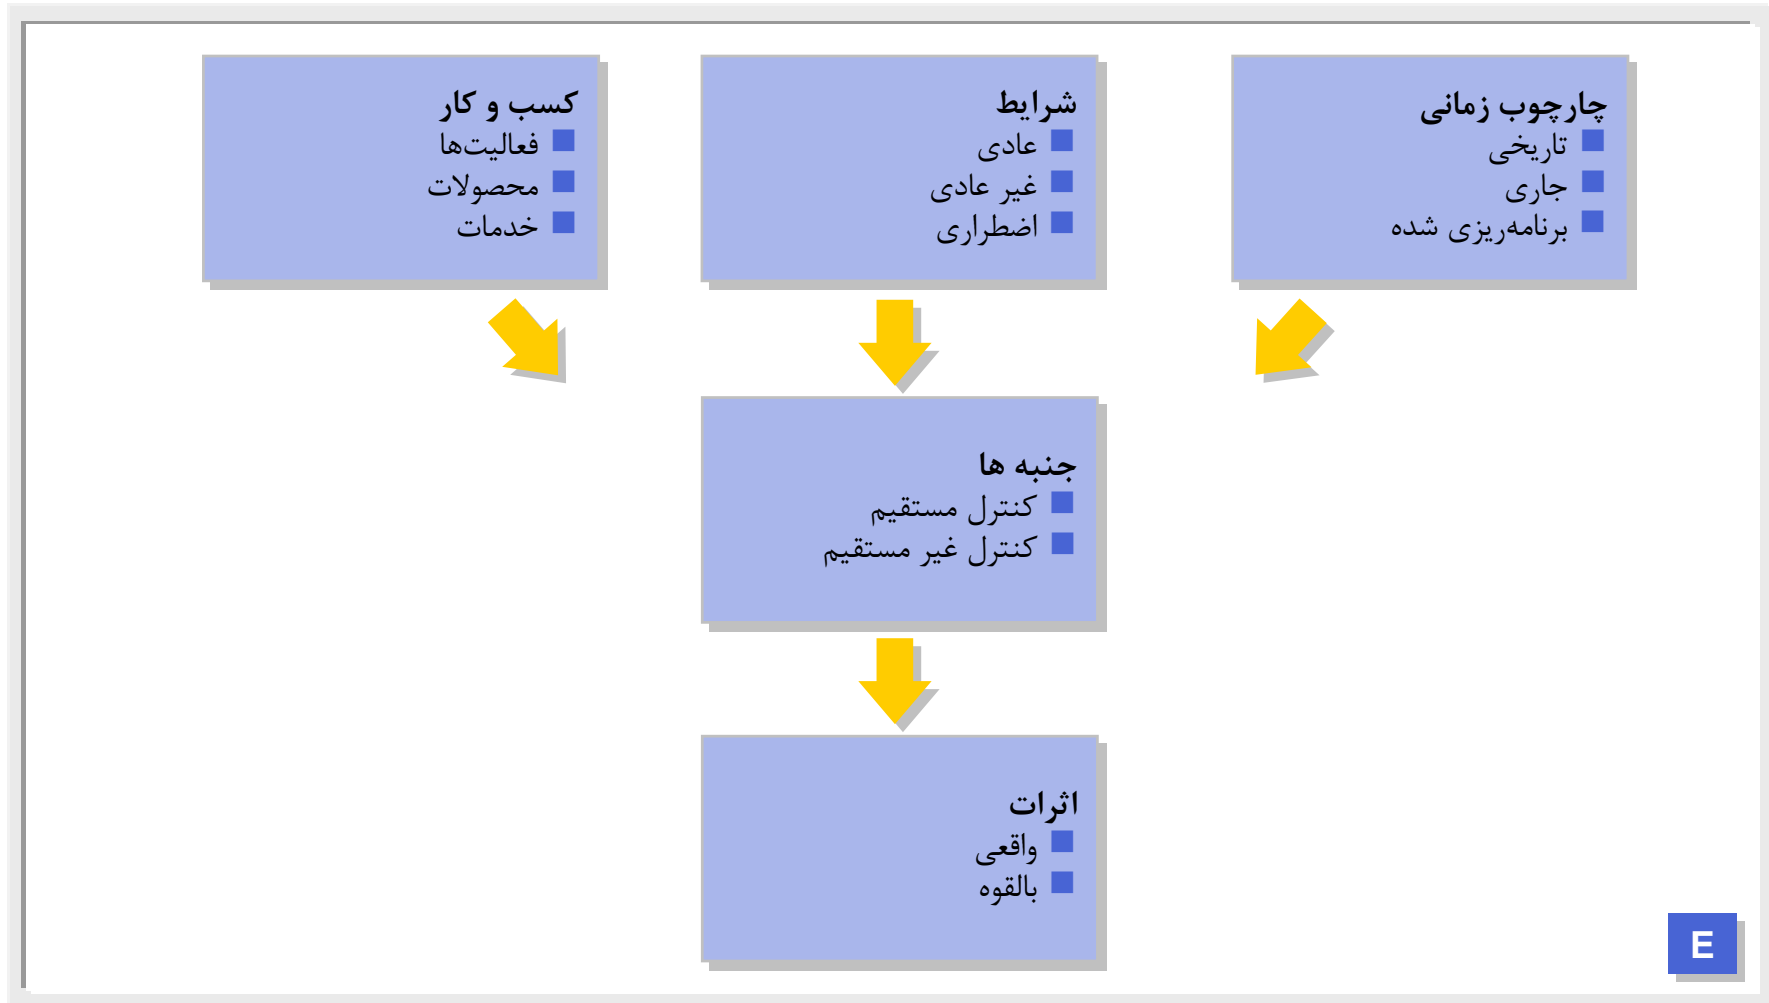 چارچوب زمانی
تاریخی
جاری
برنامه‌ریزی شده
شرایط
عادی
غیر عادی
اضطراری
کسب و کار
فعالیت‌ها
محصولات
خدمات
جنبه ها
کنترل مستقیم
کنترل غیر مستقیم
اثرات
واقعی
بالقوه
E